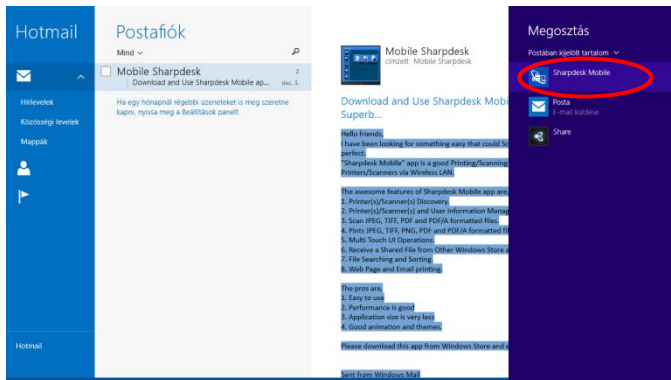 Hotmail
Hírlevelek
Közösségi levelek
Mappák
Hotmail
Postafiók
Mind
Mobile Sharpdesk 2
Download and Use Sharpdesk Mobile ap... dec. 3.
Ha egy hónapnál régebbi üzeneteket is meg szeretne
kapni, nyissa meg a Beállítások panelt
Mobile Sharpdesk
címzett Mobile Sharpdesk
Download and Use Sharpdesk Mobi
Superb...
Hello friends,
I have been looking for something easy that could Sc
perfect.
"Sharpdesk Mobile" app is a good Printing/Scanning
Printers/Scanners via Wireless LAN.
The awesome features of Sharpdesk Mobile app are,
1. Printer(s)/Scanner(s) Discovery.
2. Printer(s)/Scanner(s) and User Information Manag
3. Scan JPEG, TIFF, PDF and PDF/A formatted files.
4. Pints JPEG, TIFF, PNG, PDF and PDF/A formatted fil
5. Multi Touch UI Operations.
6. Receive a Shared File from Other Windows Store a
7. File Searching and Sorting.
8. Web Page and Email printing.
The pros are,
1. Easy to use
2. Performance is good
3. Application size is very less
4. Good animation and themes.
Please download this app from Windows Store and e
Sent from Windows Mail
Megosztás
Postában kijelölt tartalom
Sharpdesk Mobile
Posta
E-mail küldése
Share